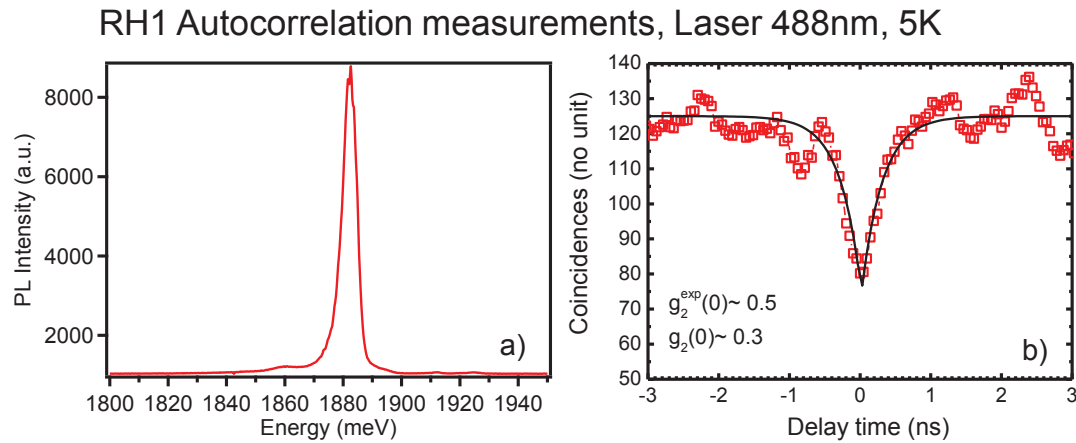 RH1 Autocorrelation measurements, Laser 488nm, 5K
PL Intensity (a.u.)
8000
6000
4000
2000
a)
1800 1820 1840 1860 1880 1900 1920 1940
Energy (meV)
Coincidences (no unit)
140
130
120
110
100
90
80
70
60
50
g₂ᵉˣᵖ(0)~ 0.5
g₂(0)~ 0.3
b)
-3 -2 -1 0 1 2 3
Delay time (ns)